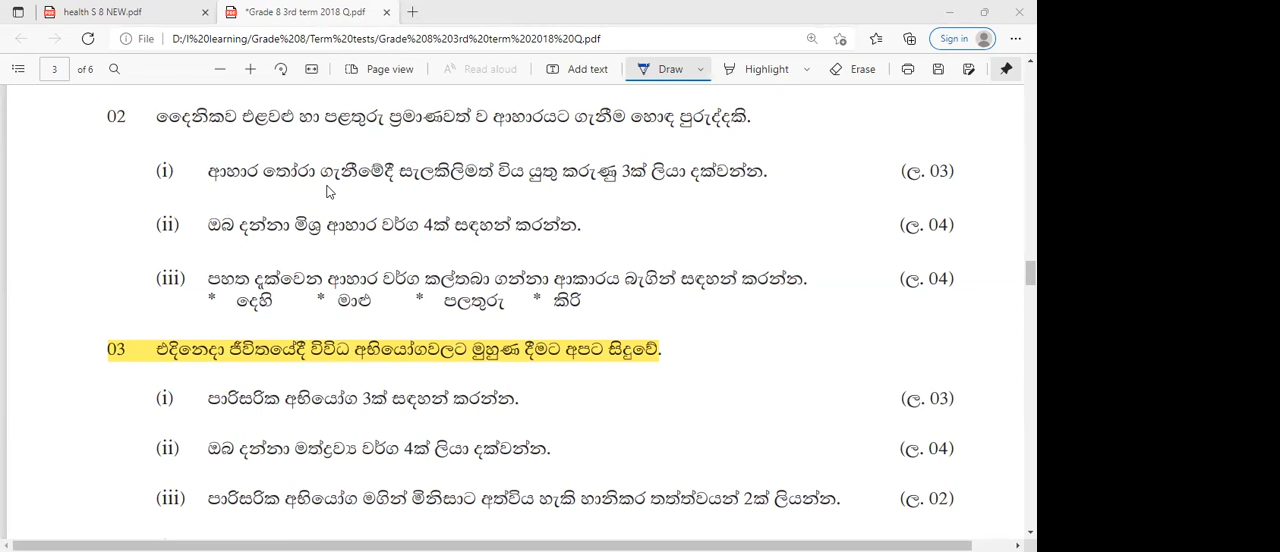 health S 8 NEW.pdf
*Grade 8 3rd term 2018 Q.pdf
File D:/I%20learning/Grade%208/Term%20tests/Grade%208%203rd%20term%202018%20Q.pdf Sign in
3 of 6 Page view Read aloud Add text Draw Highlight Erase
02 දෛනිකව එළවළු හා පළතුරු ප්‍රමාණවත් ව ආහාරයට ගැනීම හොඳ පුරුද්දකි.
(i) ආහාර තෝරා ගැනීමේදී සැලකිලිමත් විය යුතු කරුණු 3ක් ලියා දක්වන්න. (ල. 03)
(ii) ඔබ දන්නා මිශ්‍ර ආහාර වර්ග 4ක් සඳහන් කරන්න. (ල. 04)
(iii) පහත දැක්වෙන ආහාර වර්ග කල්තබා ගන්නා ආකාරය බැගින් සඳහන් කරන්න. (ල. 04)
* දෙහි * මාළු * පලතුරු * කිරි
03 එදිනෙදා ජීවිතයේදී විවිධ අභියෝගවලට මුහුණ දීමට අපට සිදුවේ.
(i) පාරිසරික අභියෝග 3ක් සඳහන් කරන්න. (ල. 03)
(ii) ඔබ දන්නා මත්ද්‍රව්‍ය වර්ග 4ක් ලියා දක්වන්න. (ල. 04)
(iii) පාරිසරික අභියෝග මගින් මිනිසාට අත්විය හැකි හානිකර තත්ත්වයන් 2ක් ලියන්න. (ල. 02)